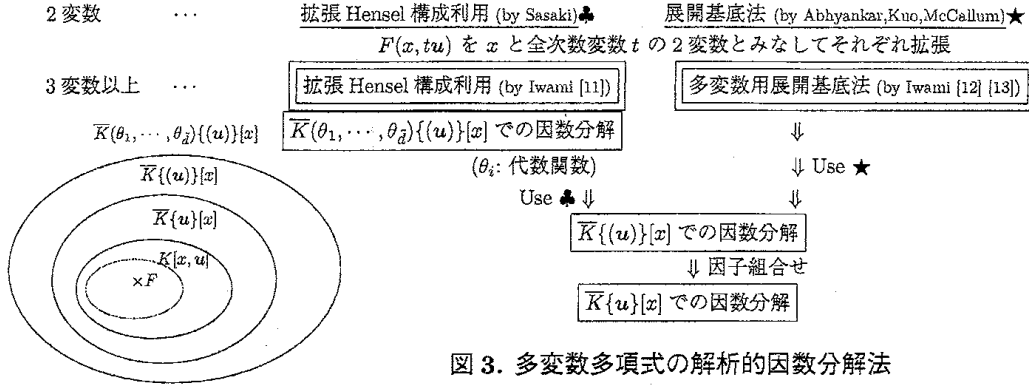 2変数 … 拡張 Hensel 構成利用 (by Sasaki)♣ 展開基底法 (by Abhyankar,Kuo,McCallum)★
F(x,tu) を x と全次数変数 t の2変数とみなしてそれぞれ拡張
3変数以上 … 拡張 Hensel 構成利用 (by Iwami [11]) 多変数用展開基底法 (by Iwami [12] [13])
K̅(θ₁,⋯,θ_d̄){(u)}[x] K̅(θ₁,⋯,θ_d̄){(u)}[x] での因数分解 ⇓
(θᵢ: 代数関数) ⇓ Use ★
K̅{(u)}[x]
Use ♣ ⇓ ⇓
K̅{u}[x]
K̅{(u)}[x] での因数分解
K[x,u]
⇓ 因子組合せ
×F
K̅{u}[x] での因数分解
図 3. 多変数多項式の解析的因数分解法